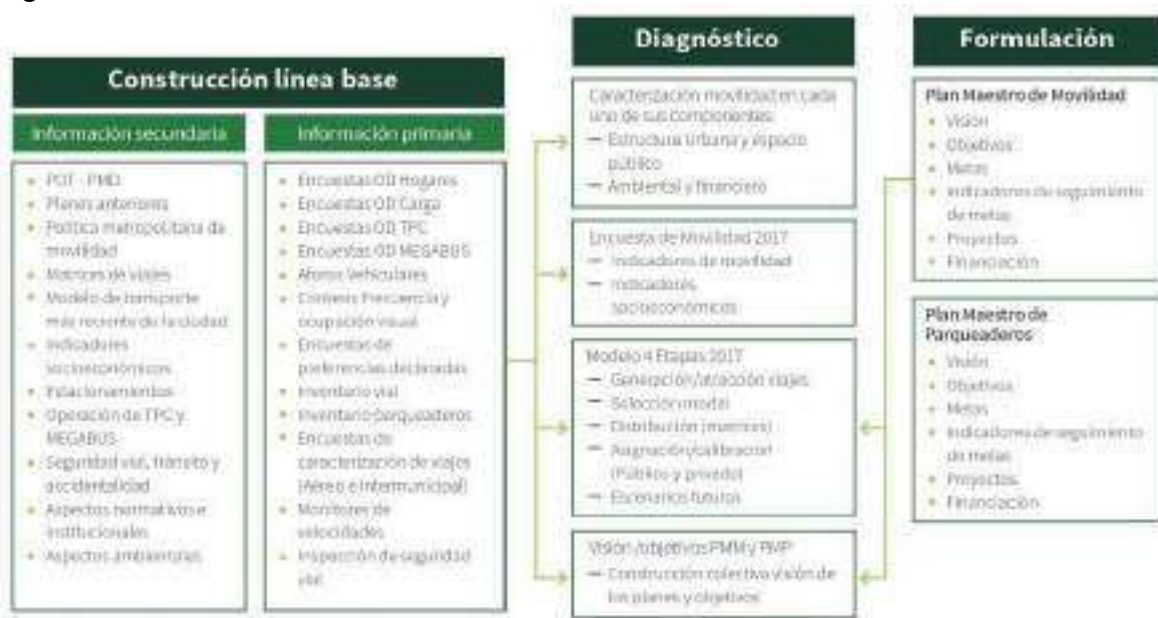 Construcción línea base
Información secundaria
POT - PMD
Planes anteriores
Política metropolitana de
movilidad
Matrices de viajes
Modelo de transporte
más reciente de la ciudad
Indicadores
socioeconómicos
Estacionamientos
Operación de TPC y
MEGABUS
Seguridad vial, tránsito y
accidentalidad
Aspectos normativos e
institucionales
Aspectos ambientales
Información primaria
Encuestas OD Hogares
Encuestas OD Carga
Encuestas OD TPC
Encuestas OD MEGABUS
Aforos Vehiculares
Conteos Frecuencia y
ocupación visual
Encuestas de
preferencias declaradas
Inventario vial
Inventario parqueaderos
Encuestas de
caracterización de viajes
(Aéreo e Intermunicipal)
Monitoreo de
velocidades
Inspección de seguridad
vial
Diagnóstico
Caracterización movilidad en cada
uno de sus componentes
— Estructura Urbana y espacio
público
— Ambiental y financiero
Encuesta de Movilidad 2017
— Indicadores de movilidad
— Indicadores
socioeconómicos
Modelo 4 Etapas 2017
— Generación/atracción viajes
— Selección modal
— Distribución (matrices)
— Asignación/calibración
(Público y privado)
— Escenarios futuros
Visión /objetivos PMM y PMP
— Construcción colectiva visión de
los planes y objetivos
Formulación
Plan Maestro de Movilidad
Visión
Objetivos
Metas
Indicadores de seguimiento
de metas
Proyectos
Financiación
Plan Maestro de
Parqueaderos
Visión
Objetivos
Metas
Indicadores de seguimiento
de metas
Proyectos
Financiación